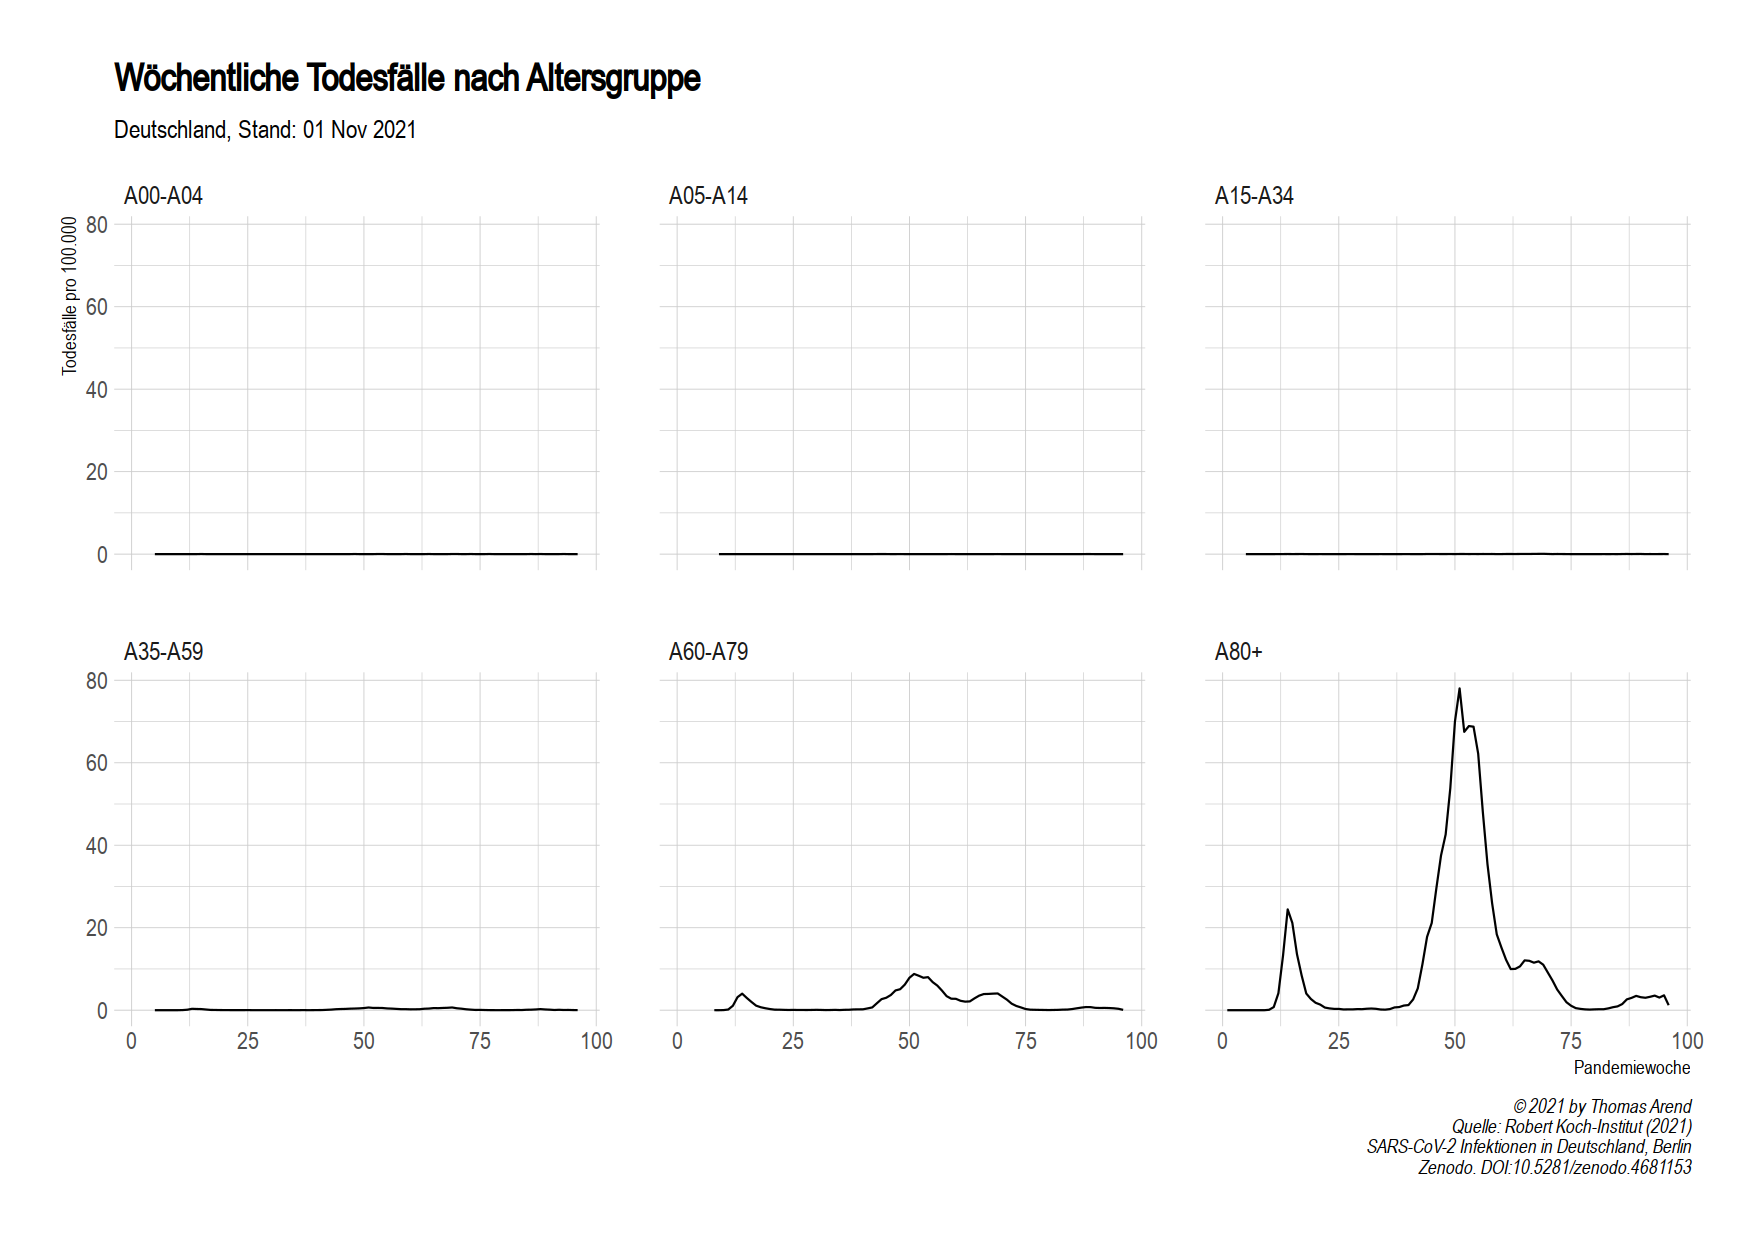 Wöchentliche Todesfälle nach Altersgruppe
Deutschland, Stand: 01 Nov 2021
A00-A04
A05-A14
A15-A34
Todesfälle pro 100.000
80
60
40
20
0
A35-A59
A60-A79
A80+
80
60
40
20
0
0 25 50 75 100
0 25 50 75 100
0 25 50 75 100
Pandemiewoche
© 2021 by Thomas Arend
Quelle: Robert Koch-Institut (2021)
SARS-CoV-2 Infektionen in Deutschland, Berlin
Zenodo. DOI:10.5281/zenodo.4681153